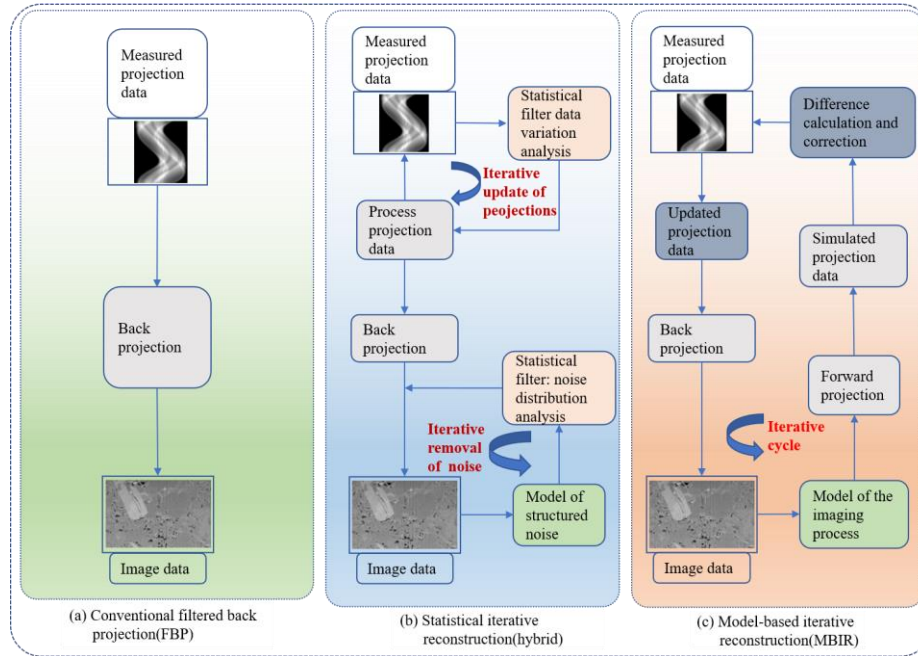 Measured
projection
data
Back
projection
Image data
(a) Conventional filtered back
projection(FBP)
Measured
projection
data
Statistical
filter data
variation
analysis
Iterative
update of
peojections
Process
projection
data
Back
projection
Statistical
filter: noise
distribution
analysis
Iterative
removal
of noise
Model of
structured
noise
Image data
(b) Statistical iterative
reconstruction(hybrid)
Measured
projection
data
Difference
calculation and
correction
Updated
projection
data
Simulated
projection
data
Back
projection
Forward
projection
Iterative
cycle
Model of the
imaging
process
Image data
(c) Model-based iterative
reconstruction(MBIR)